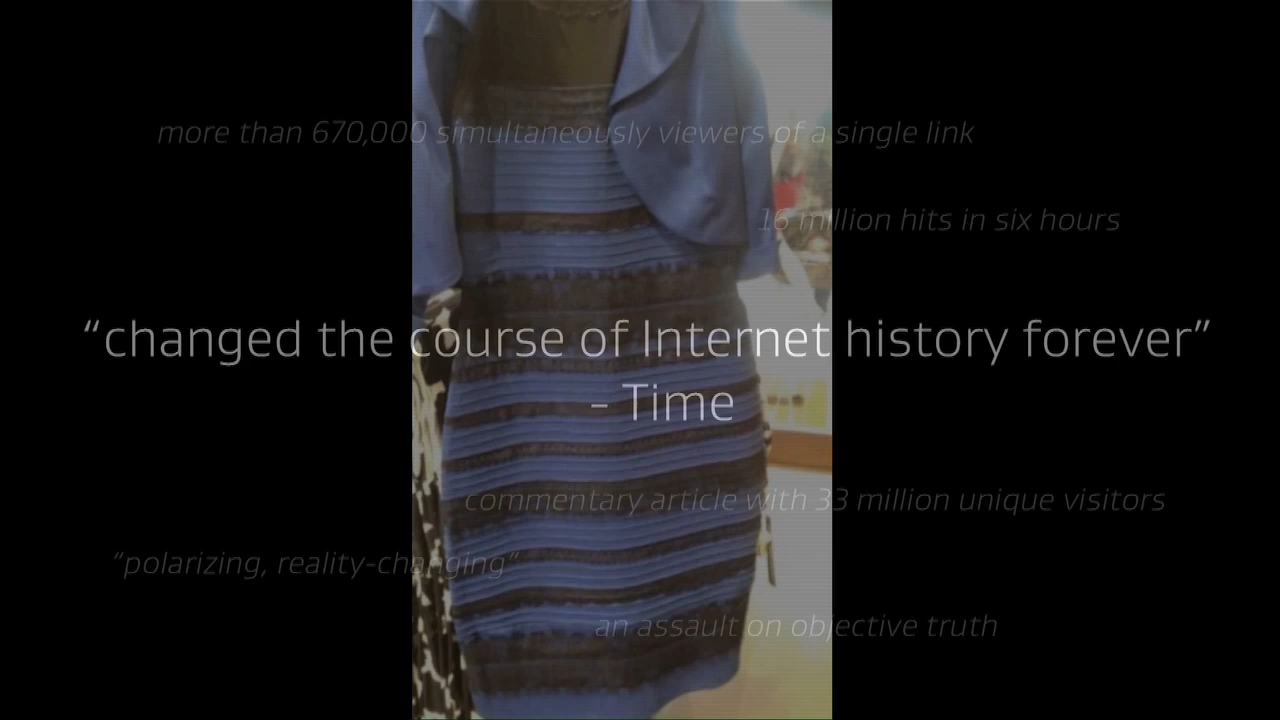 more than 670,000 simultaneously viewers of a single link
16 million hits in six hours
“changed the course of Internet history forever”
– Time
commentary article with 33 million unique visitors
“polarizing, reality-changing”
an assault on objective truth